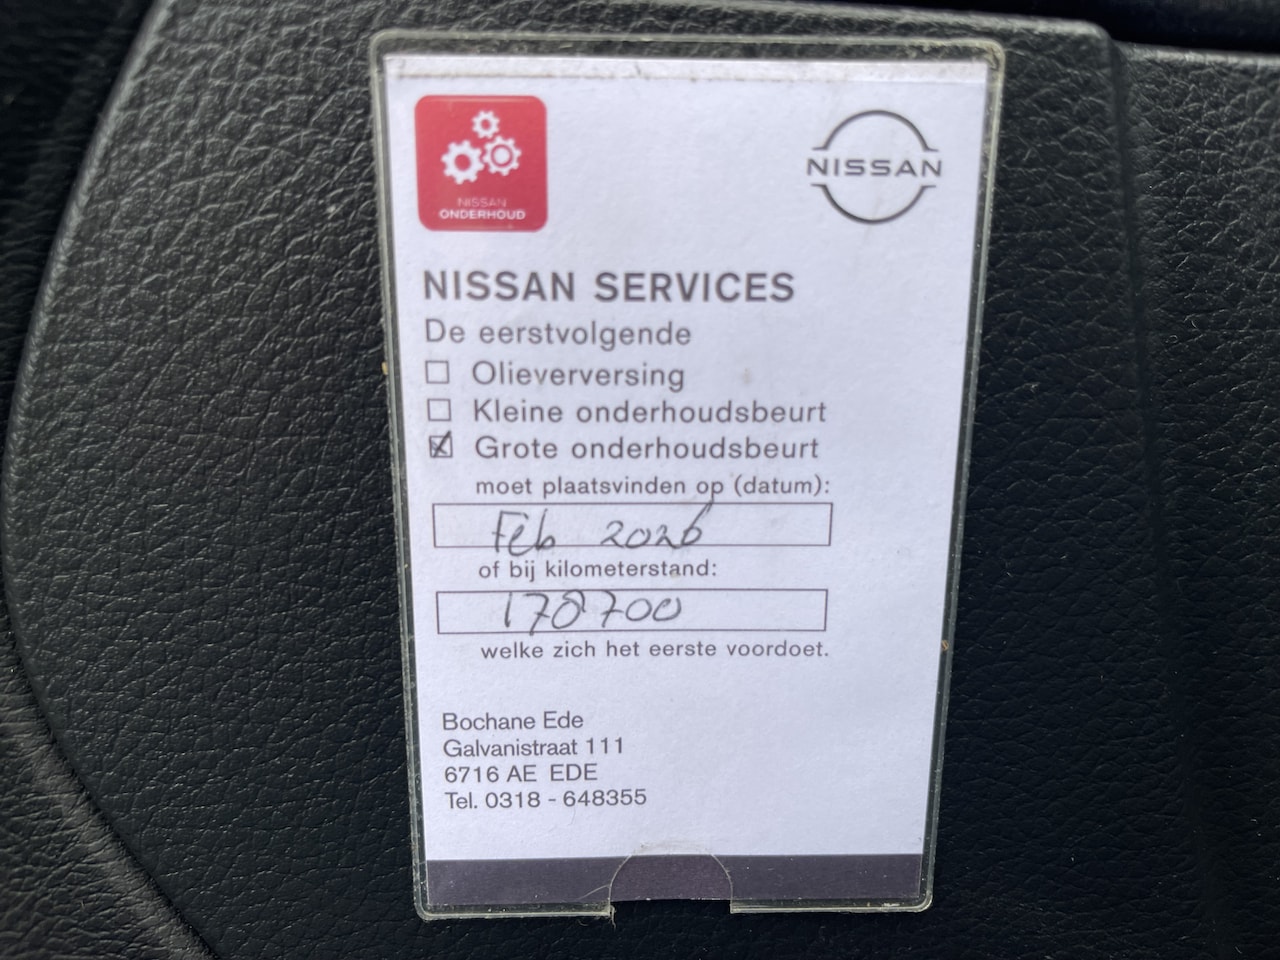 NISSAN
ONDERHOUD
NISSAN
NISSAN SERVICES
De eerstvolgende
Olieverversing
Kleine onderhoudsbeurt
Grote onderhoudsbeurt
moet plaatsvinden op (datum):
Feb 2026
of bij kilometerstand:
178700
welke zich het eerste voordoet.
Bochane Ede
Galvanistraat 111
6716 AE EDE
Tel. 0318 - 648355